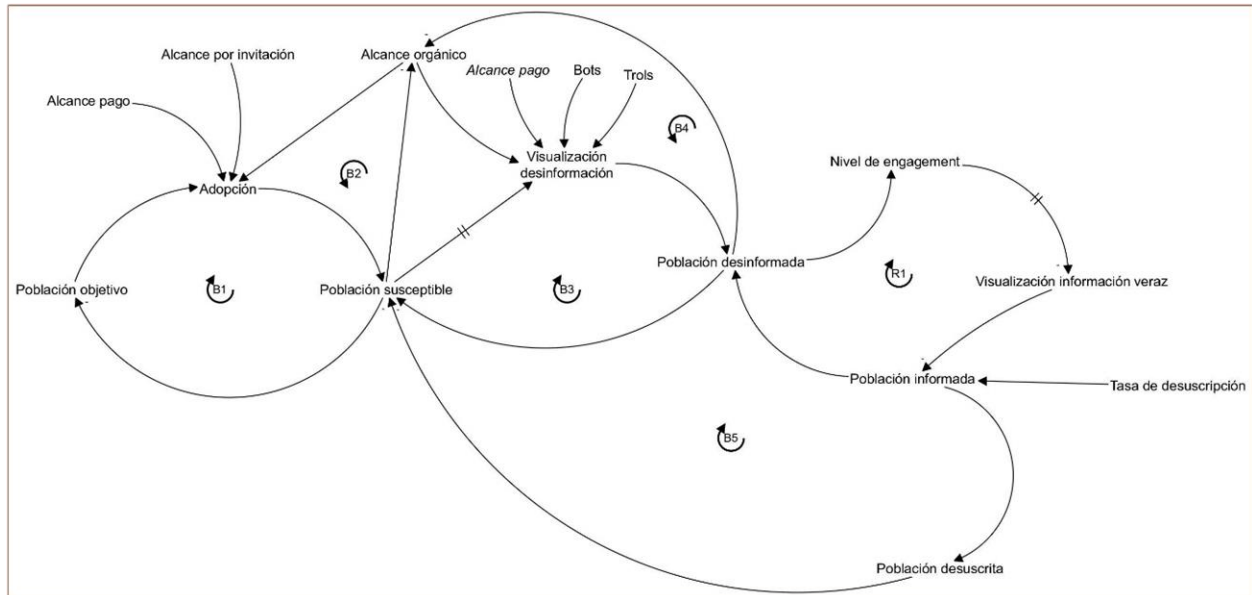 Alcance por invitación
Alcance orgánico
Alcance pago
Bots
Trols
Alcance pago
B4
Visualización
desinformación
Nivel de engagement
B2
Adopción
Población desinformada
Visualización información veraz
Población objetivo
B1
Población susceptible
B3
R1
Población informada
Tasa de desuscripción
B5
Población desuscrita